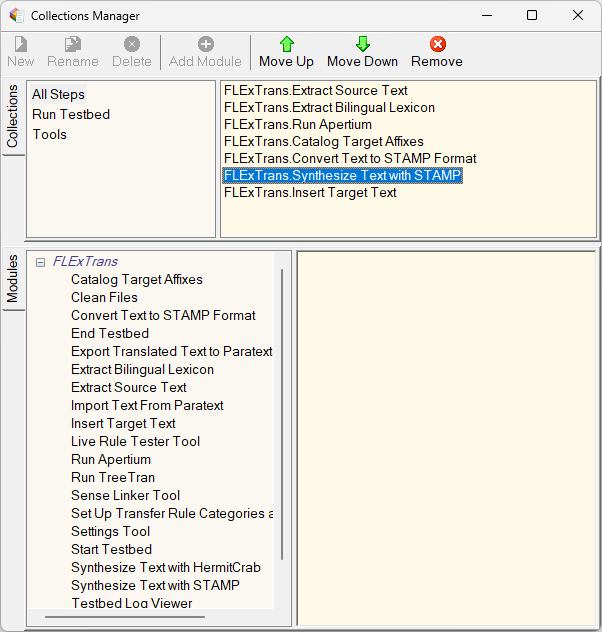 Collections Manager
New Rename Delete Add Module Move Up Move Down Remove
Collections
All Steps
Run Testbed
Tools
FLExTrans.Extract Source Text
FLExTrans.Extract Bilingual Lexicon
FLExTrans.Run Apertium
FLExTrans.Catalog Target Affixes
FLExTrans.Convert Text to STAMP Format
FLExTrans.Synthesize Text with STAMP
FLExTrans.Insert Target Text
Modules
FLExTrans
Catalog Target Affixes
Clean Files
Convert Text to STAMP Format
End Testbed
Export Translated Text to Paratext
Extract Bilingual Lexicon
Extract Source Text
Import Text From Paratext
Insert Target Text
Live Rule Tester Tool
Run Apertium
Run TreeTran
Sense Linker Tool
Set Up Transfer Rule Categories a
Settings Tool
Start Testbed
Synthesize Text with HermitCrab
Synthesize Text with STAMP
Testbed Log Viewer